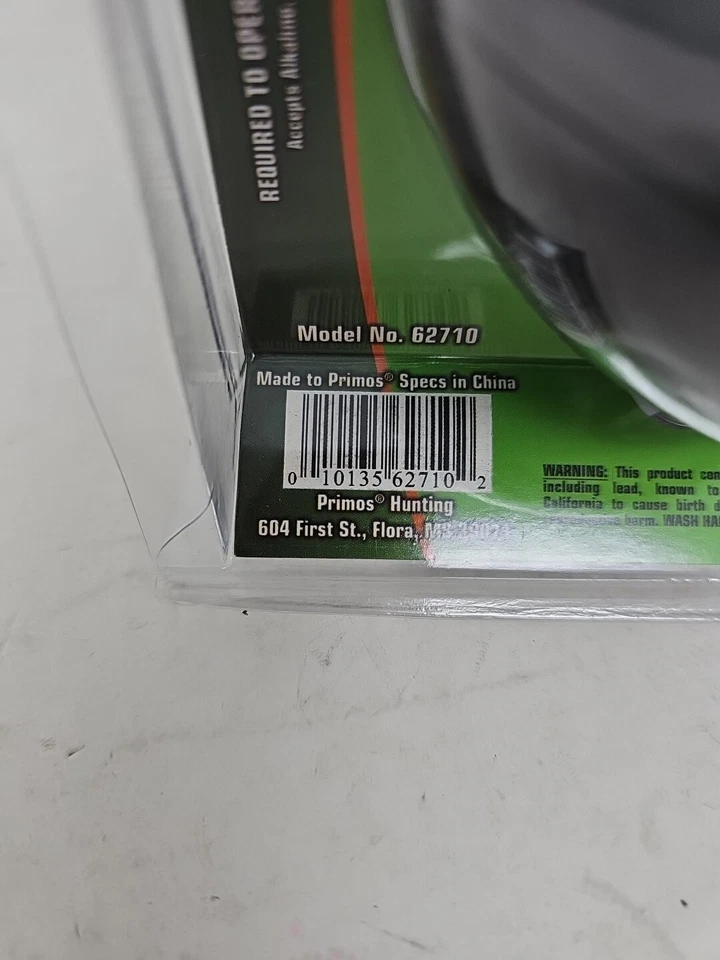 REQUIRED TO OPER
Accepts Alkaline,
Model No. 62710
Made to Primos® Specs in China
0 10135 62710 2
Primos® Hunting
604 First St., Flora,
WARNING: This product con
including lead, known to
California to cause birth d
harm. WASH HA